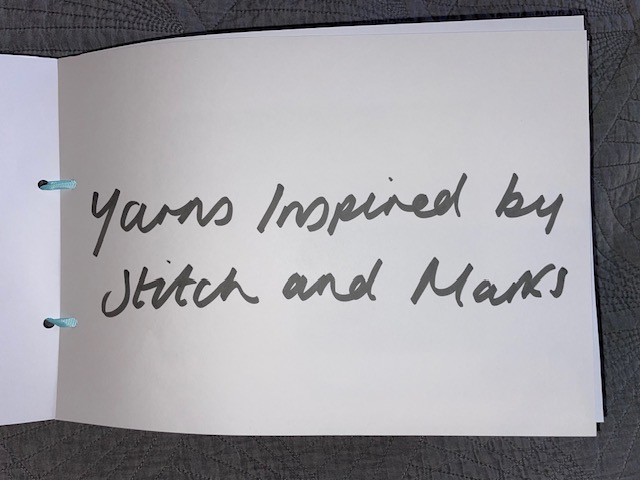 Yarns Inspired by
Stitch and Marks